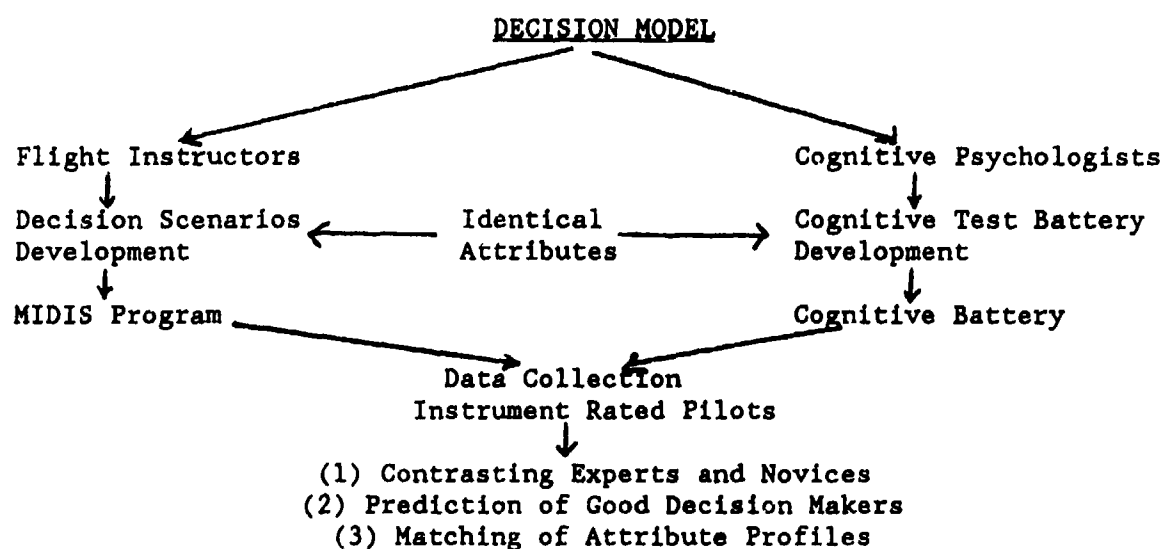 DECISION MODEL
Flight Instructors
Cognitive Psychologists
Decision Scenarios
Development
Identical
Attributes
Cognitive Test Battery
Development
MIDIS Program
Cognitive Battery
Data Collection
Instrument Rated Pilots
(1) Contrasting Experts and Novices
(2) Prediction of Good Decision Makers
(3) Matching of Attribute Profiles